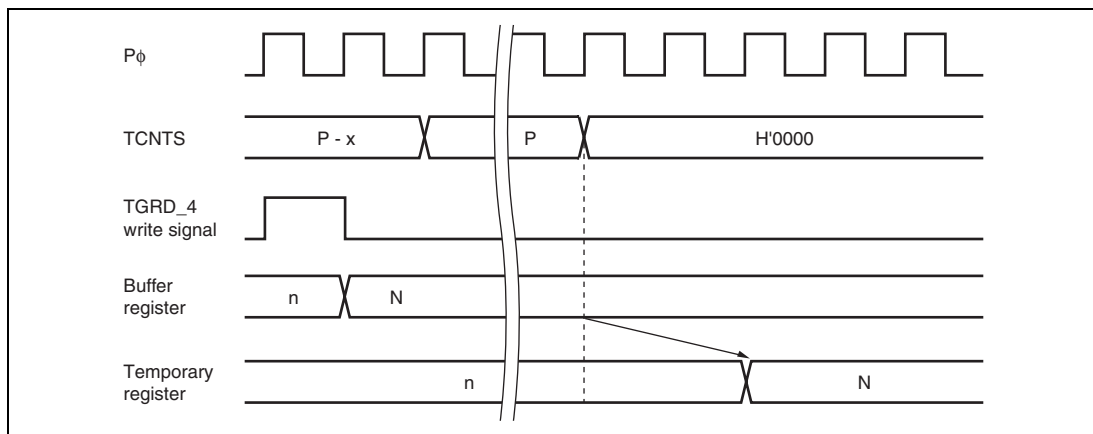 Pϕ
TCNTS
P - x
P
H'0000
TGRD_4
write signal
Buffer
register
n
N
Temporary
register
n
N